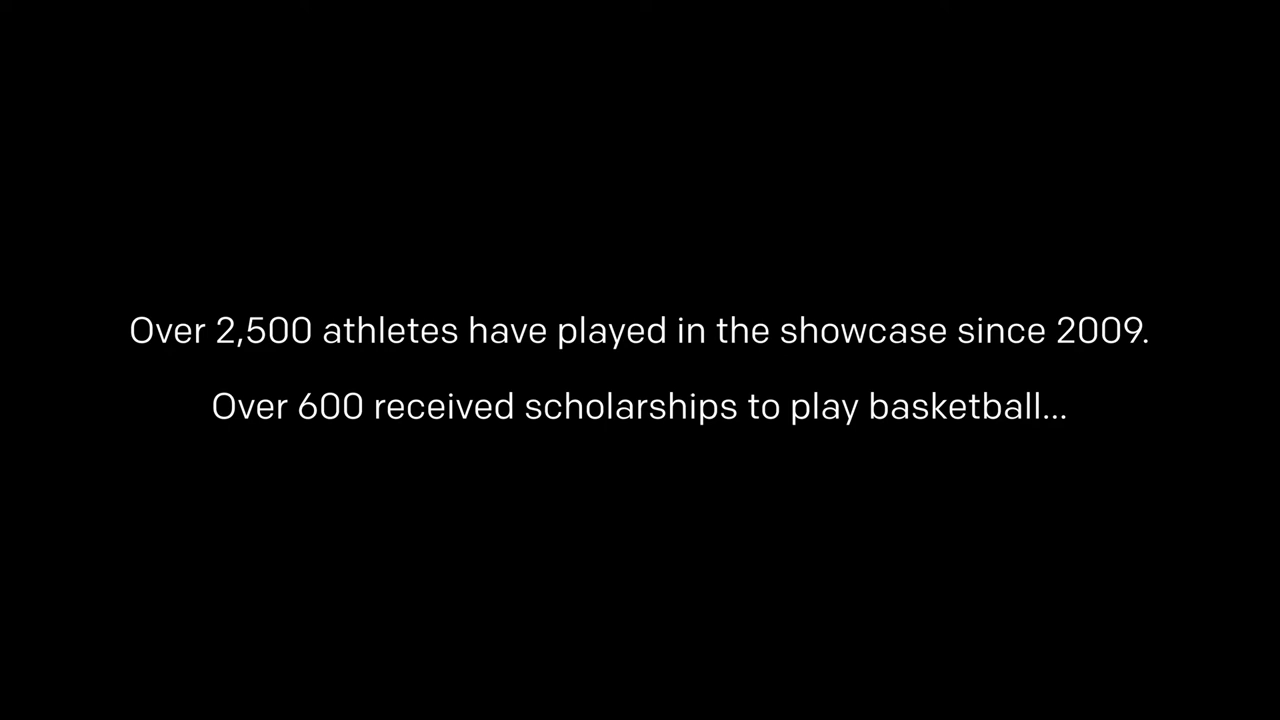 Over 2,500 athletes have played in the showcase since 2009.
Over 600 received scholarships to play basketball...